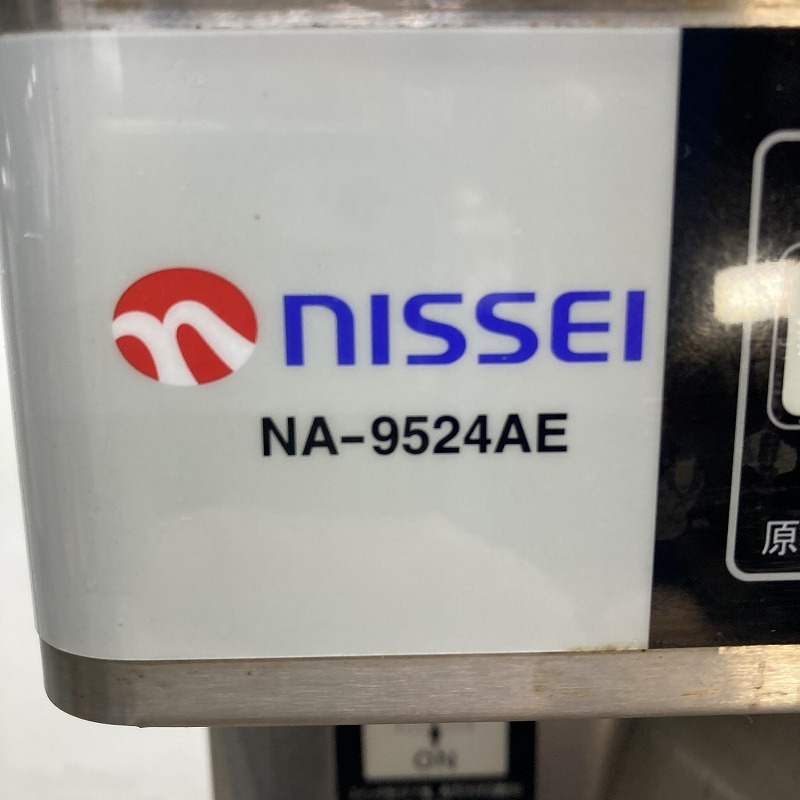 NISSEI
NA-9524AE
原
ON